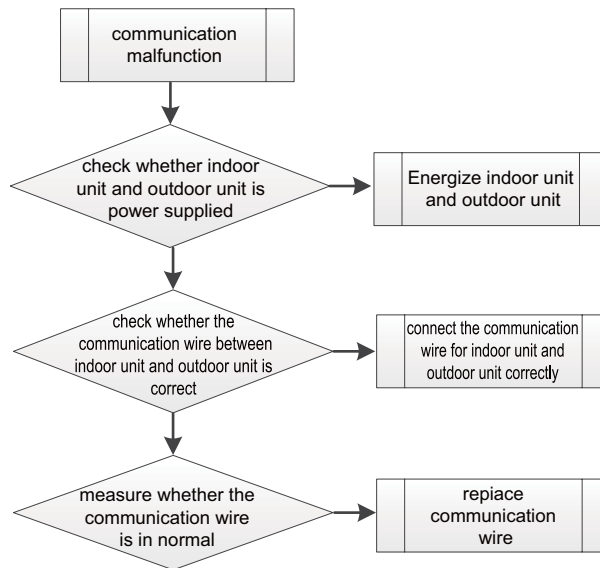 communication
malfunction
check whether indoor
unit and outdoor unit is
power supplied
Energize indoor unit
and outdoor unit
check whether the
communication wire between
indoor unit and outdoor unit is
correct
connect the communication
wire for indoor unit and
outdoor unit correctly
measure whether the
communication wire
is in normal
repiace
communication
wire